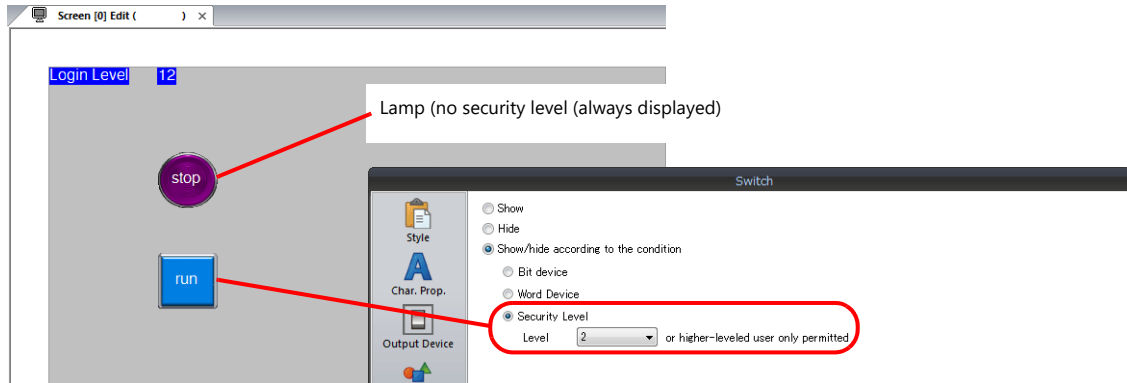 Screen [0] Edit ( ) ×
Login Level 12
Lamp (no security level (always displayed)
stop
Switch
Show
Hide
Style
Show/hide according to the condition
Bit device
run
Char. Prop.
Word Device
Security Level
Output Device
Level 2 or higher-leveled user only permitted